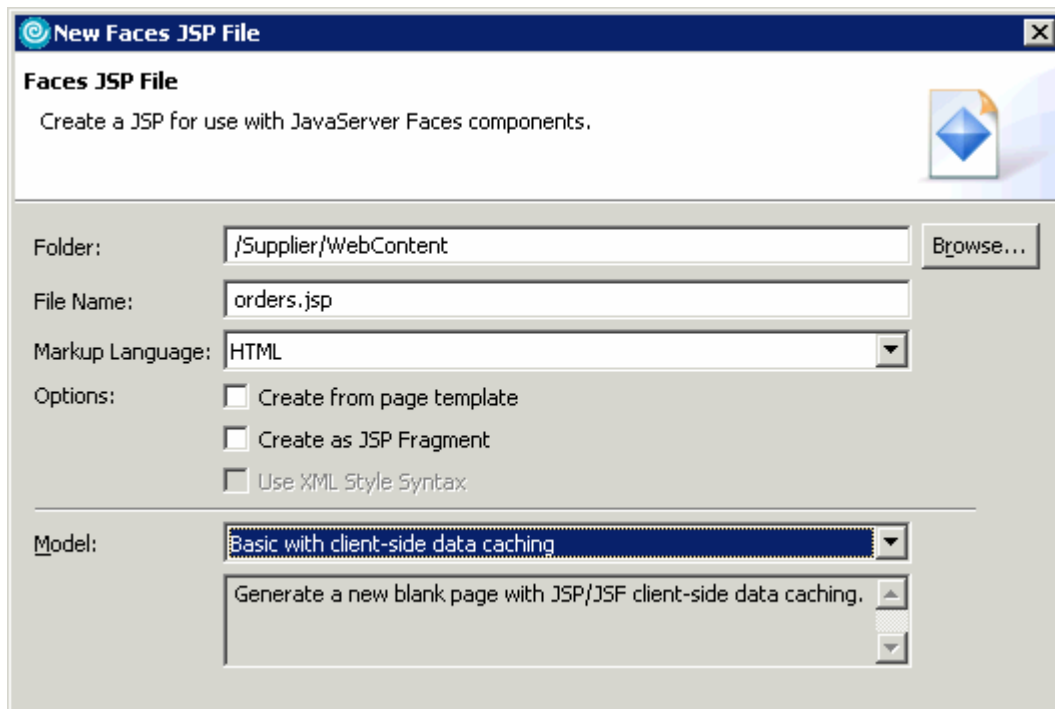 New Faces JSP File
Faces JSP File
Create a JSP for use with JavaServer Faces components.
Folder: /Supplier/WebContent Browse...
File Name: orders.jsp
Markup Language: HTML
Options: Create from page template
Create as JSP Fragment
Use XML Style Syntax
Model: Basic with client-side data caching
Generate a new blank page with JSP/JSF client-side data caching.